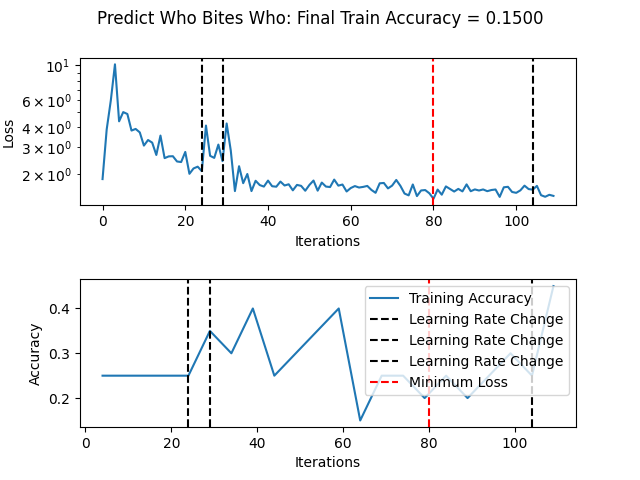 Predict Who Bites Who: Final Train Accuracy = 0.1500
10¹
6 × 10⁰
4 × 10⁰
3 × 10⁰
2 × 10⁰
Loss
0 20 40 60 80 100
Iterations
0.4
0.3
0.2
Accuracy
Training Accuracy
Learning Rate Change
Learning Rate Change
Learning Rate Change
Minimum Loss
0 20 40 60 80 100
Iterations